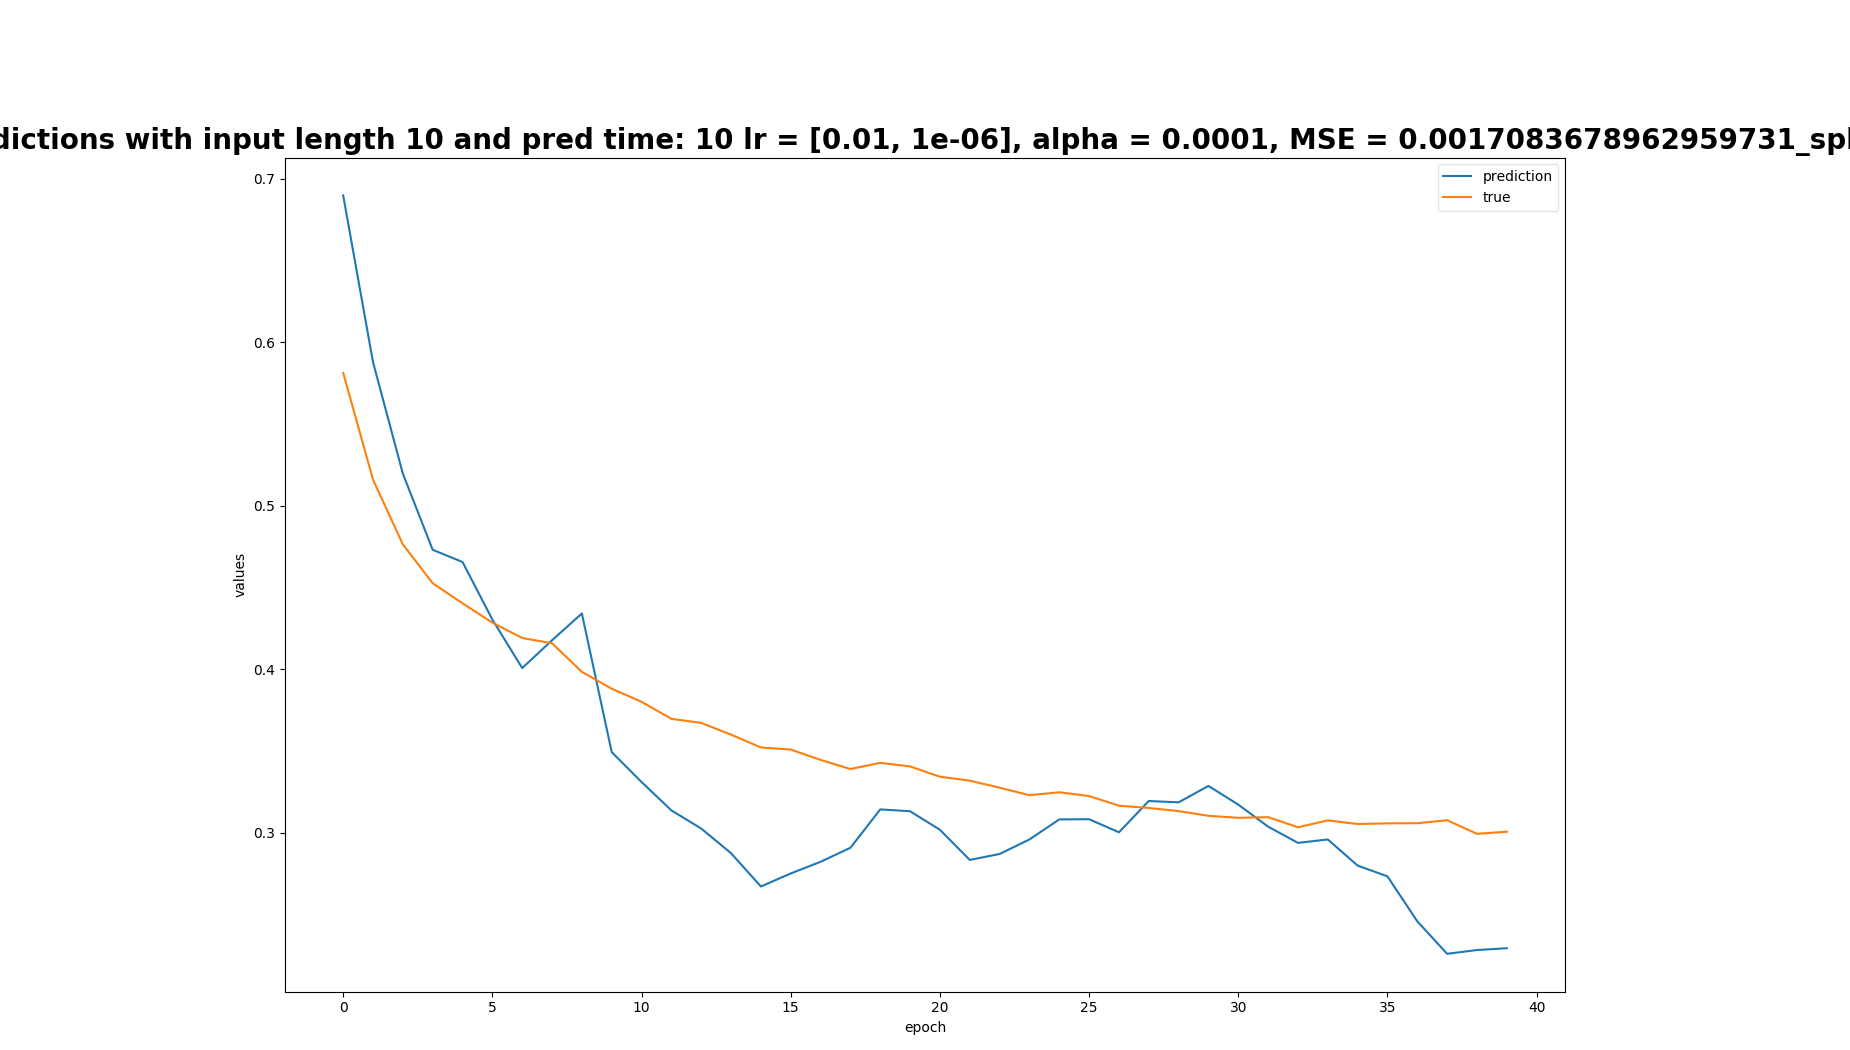 dictions with input length 10 and pred time: 10 lr = [0.01, 1e-06], alpha = 0.0001, MSE = 0.0017083678962959731_spl
prediction
true
0.7
0.6
0.5
0.4
0.3
values
0 5 10 15 20 25 30 35 40
epoch